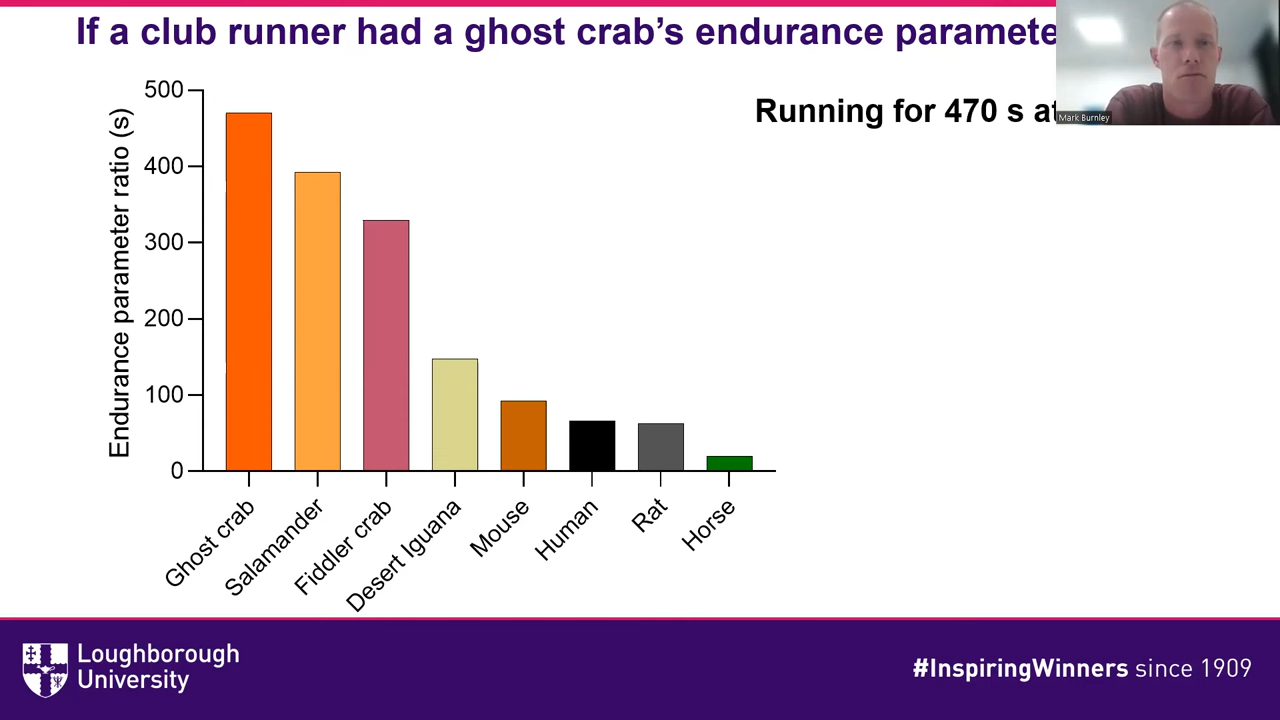 If a club runner had a ghost crab's endurance paramete
Running for 470 s at
Mark Burnley
Endurance parameter ratio (s)
500
400
300
200
100
0
Ghost crab
Salamander
Fiddler crab
Desert Iguana
Mouse
Human
Rat
Horse
Loughborough
University
#InspiringWinners since 1909